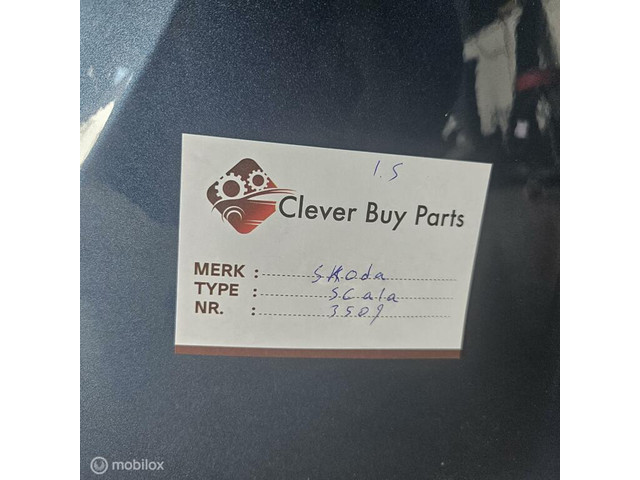 1.5
Clever Buy Parts
MERK : Skoda
TYPE : Scala
NR. : 3509
mobilox